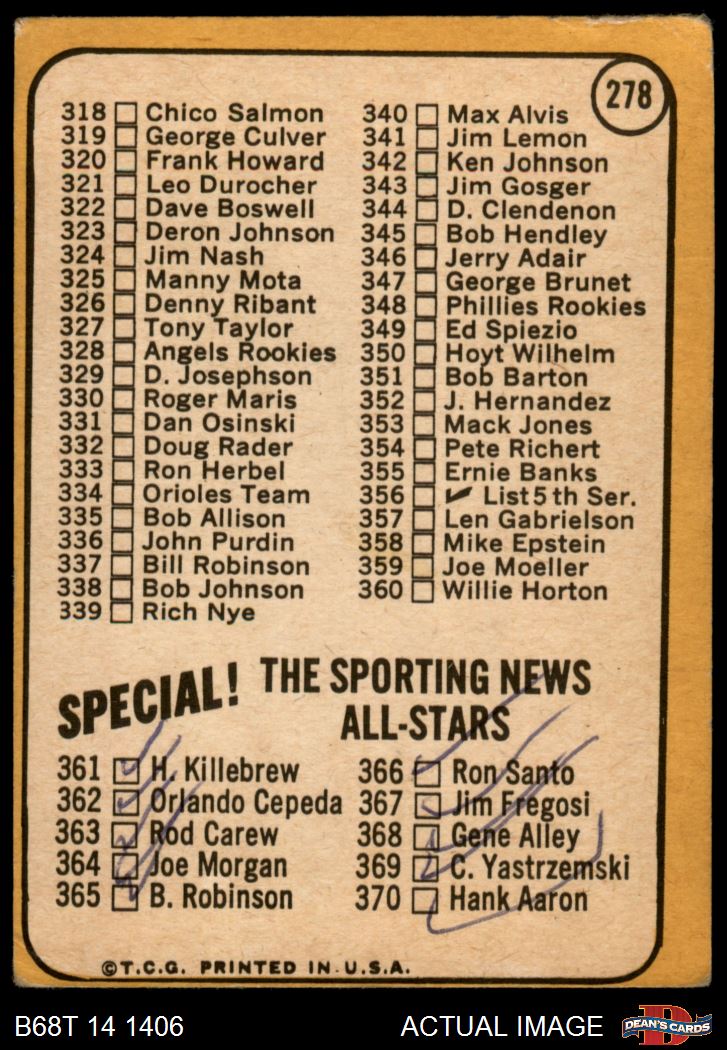 278
318 Chico Salmon
319 George Culver
320 Frank Howard
321 Leo Durocher
322 Dave Boswell
323 Deron Johnson
324 Jim Nash
325 Manny Mota
326 Denny Ribant
327 Tony Taylor
328 Angels Rookies
329 D. Josephson
330 Roger Maris
331 Dan Osinski
332 Doug Rader
333 Ron Herbel
334 Orioles Team
335 Bob Allison
336 John Purdin
337 Bill Robinson
338 Bob Johnson
339 Rich Nye
340 Max Alvis
341 Jim Lemon
342 Ken Johnson
343 Jim Gosger
344 D. Clendenon
345 Bob Hendley
346 Jerry Adair
347 George Brunet
348 Phillies Rookies
349 Ed Spiezio
350 Hoyt Wilhelm
351 Bob Barton
352 J. Hernandez
353 Mack Jones
354 Pete Richert
355 Ernie Banks
356 ✔ List 5th Ser.
357 Len Gabrielson
358 Mike Epstein
359 Joe Moeller
360 Willie Horton
SPECIAL! THE SPORTING NEWS
ALL-STARS
361 H. Killebrew
362 Orlando Cepeda
363 Rod Carew
364 Joe Morgan
365 B. Robinson
366 Ron Santo
367 Jim Fregosi
368 Gene Alley
369 C. Yastrzemski
370 Hank Aaron
©T.C.G. PRINTED IN U.S.A.
B68T 14 1406
ACTUAL IMAGE
D
DEAN'S CARDS